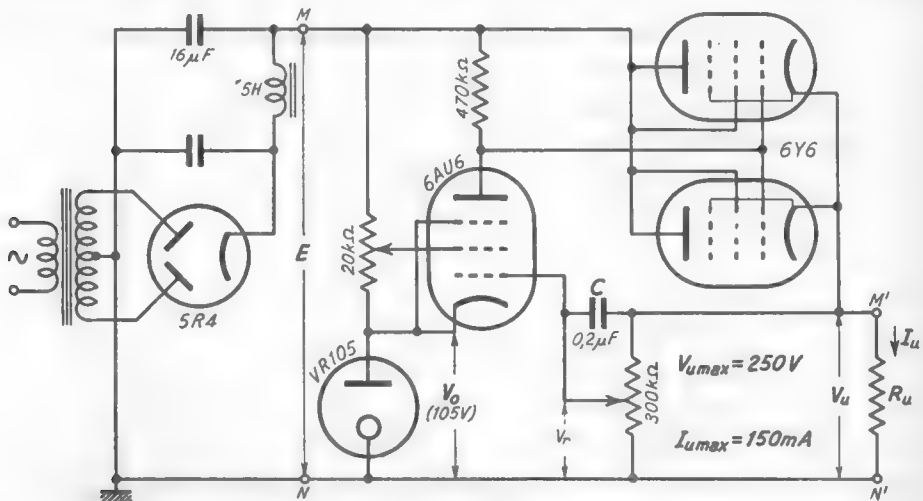 16μF
M
5H
5R4
E
N
20kΩ
VR105
470kΩ
6AU6
V₀
(105V)
C
0,2μF
Vr
300kΩ
6Y6
Vumax=250V
Iumax=150mA
Vu
M'
Iu
Ru
N'